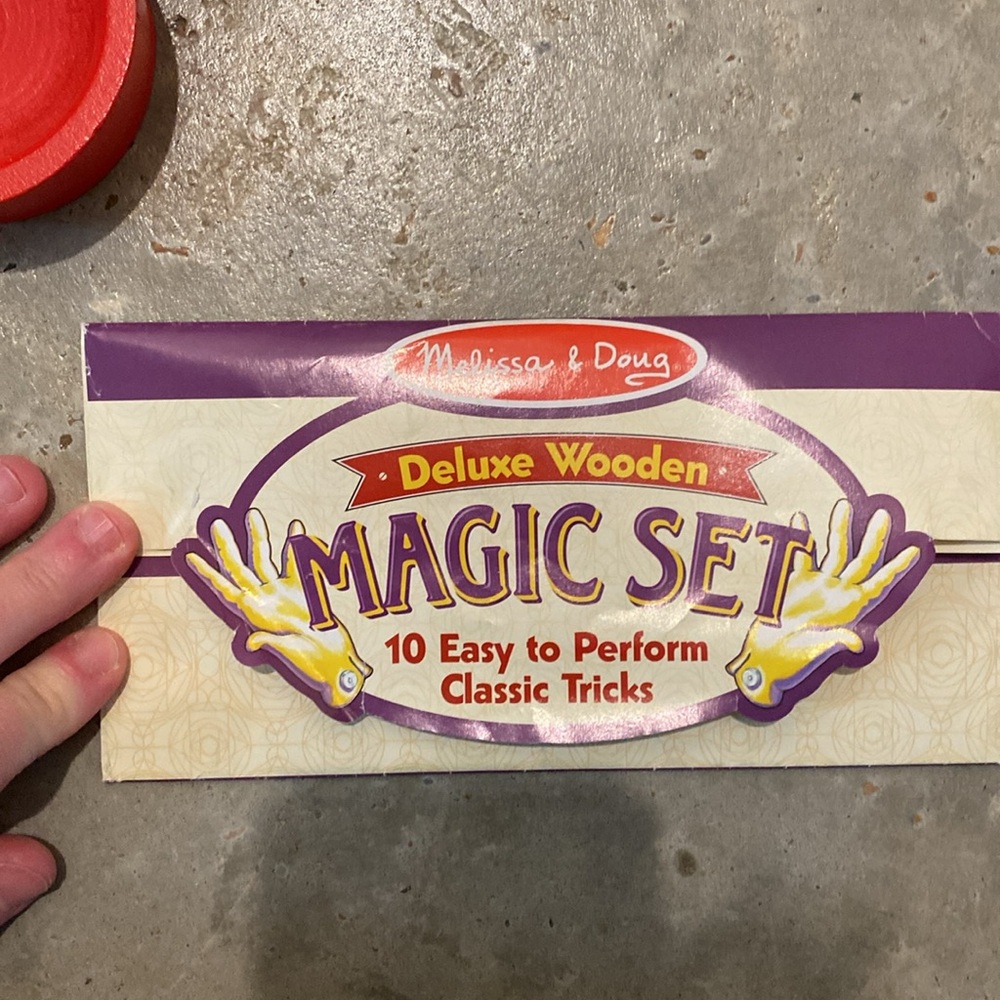 Melissa & Doug
Deluxe Wooden
MAGIC SET
10 Easy to Perform
Classic Tricks